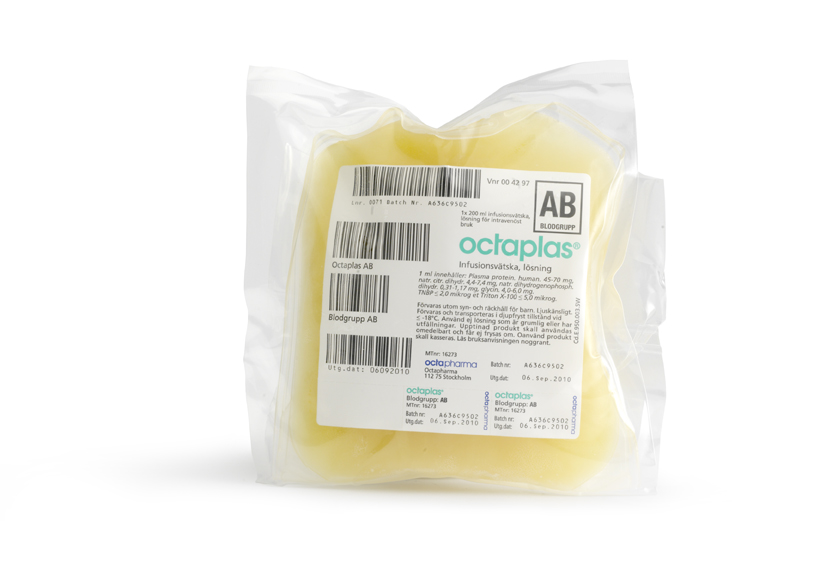 Vnr 00 42 97
Lnr. 0073 Batch Nr. A636C9502
AB
BLODGRUPP
1x 200 ml infusionsvätska,
lösning för intravenöst
bruk
octaplas®
Infusionsvätska, lösning
Octaplas AB
1 ml innehåller: Plasma protein. human. 45-70 mg,
natr. citr. dihydr. 4,4-7,4 mg, natr. dihydrogenophosph.
dihydr. 0,31-1,17 mg, glycin. 4,0-6,0 mg.
TNBP ≤ 2,0 mikrog et Triton X-100 ≤ 5,0 mikrog.
Blodgrupp AB
Förvaras utom syn- och räckhåll för barn. Ljuskänsligt.
Förvaras och transporteras i djupfryst tillstånd vid
≤ -18°C. Använd ej lösning som är grumlig eller har
utfällningar. Upptinad produkt skall användas
omedelbart och får ej frysas om. Oanvänd produkt
skall kasseras. Läs bruksanvisningen noggrant.
Cd.E.950.003.SW
Utg.dat: 06092010
MTnr: 16273
octapharma
Octapharma
112 75 Stockholm
Batch nr: A636C9502
Utg.dat: 06.Sep.2010
octaplas®
Blodgrupp: AB
MTnr: 16273
Batch nr: A636C9502
Utg.dat: 06.Sep.2010
octapharma
octaplas®
Blodgrupp: AB
MTnr: 16273
Batch nr: A636C9502
Utg.dat: 06.Sep.2010
octapharma